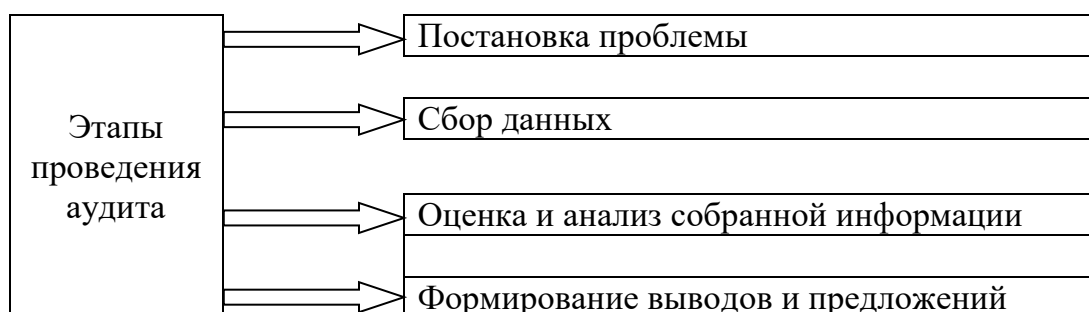 Этапы
проведения
аудита
Постановка проблемы
Сбор данных
Оценка и анализ собранной информации
Формирование выводов и предложений